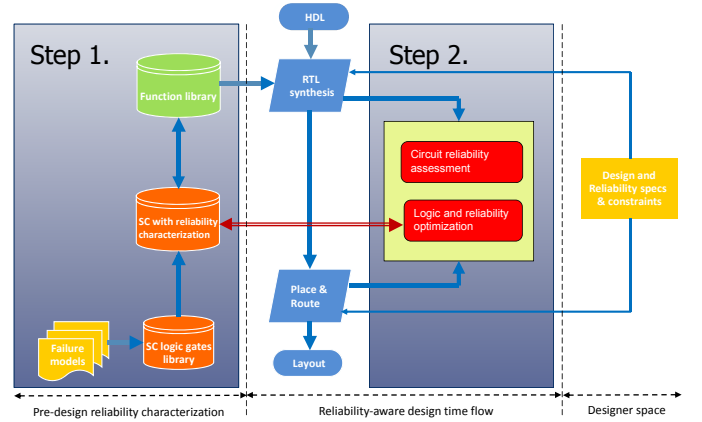 HDL
Step 1.
Step 2.
Function library
RTL
synthesis
Circuit reliability
assessment
Design and
Reliability specs
& constraints
SC with reliability
characterization
Logic and reliability
optimization
Place &
Route
Failure
models
SC logic gates
library
Layout
Pre-design reliability characterization
Reliability-aware design time flow
Designer space